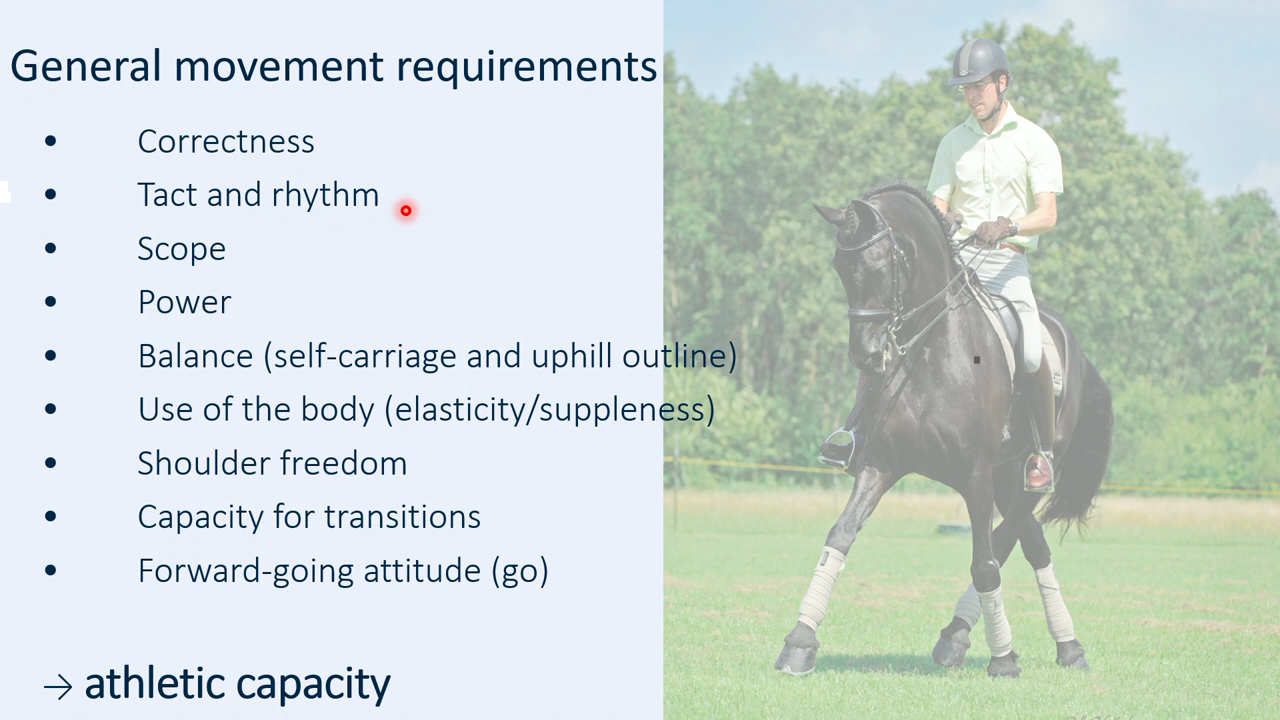 General movement requirements
• Correctness
• Tact and rhythm
• Scope
• Power
• Balance (self-carriage and uphill outline)
• Use of the body (elasticity/suppleness)
• Shoulder freedom
• Capacity for transitions
• Forward-going attitude (go)
→ athletic capacity